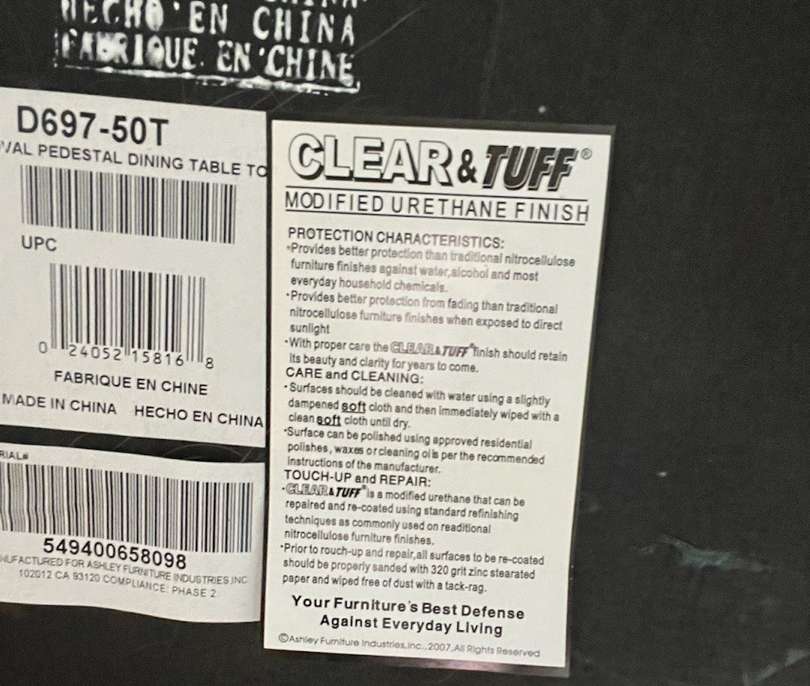 HECHO EN CHINA
FABRIQUE EN CHINE
D697-50T
VAL PEDESTAL DINING TABLE TO
UPC
0 24052 15816 8
FABRIQUE EN CHINE
MADE IN CHINA HECHO EN CHINA
RIAL#
549400658098
NUFACTURED FOR ASHLEY FURNITURE INDUSTRIES, INC
102012 CA 93120 COMPLIANCE: PHASE 2
CLEAR & TUFF®
MODIFIED URETHANE FINISH
PROTECTION CHARACTERISTICS:
•Provides better protection than traditional nitrocellulose
furniture finishes against water,alcohol and most
everyday household chemicals.
•Provides better protection from fading than traditional
nitrocellulose furniture finishes when exposed to direct
sunlight
•With proper care the CLEAR&TUFF® finish should retain
its beauty and clarity for years to come.
CARE and CLEANING:
•Surfaces should be cleaned with water using a slightly
dampened soft cloth and then immediately wiped with a
clean soft cloth until dry.
•Surface can be polished using approved residential
polishes, waxes or cleaning oils per the recommended
instructions of the manufacturer.
TOUCH-UP and REPAIR:
•CLEAR&TUFF® is a modified urethane that can be
repaired and re-coated using standard refinishing
techniques as commonly used on readitional
nitrocellulose furniture finishes.
•Prior to rouch-up and repair,all surfaces to be re-coated
should be properly sanded with 320 grit zinc stearated
paper and wiped free of dust with a tack-rag.
Your Furniture's Best Defense
Against Everyday Living
©Ashley Furniture Industries,Inc.,2007,All Rights Reserved